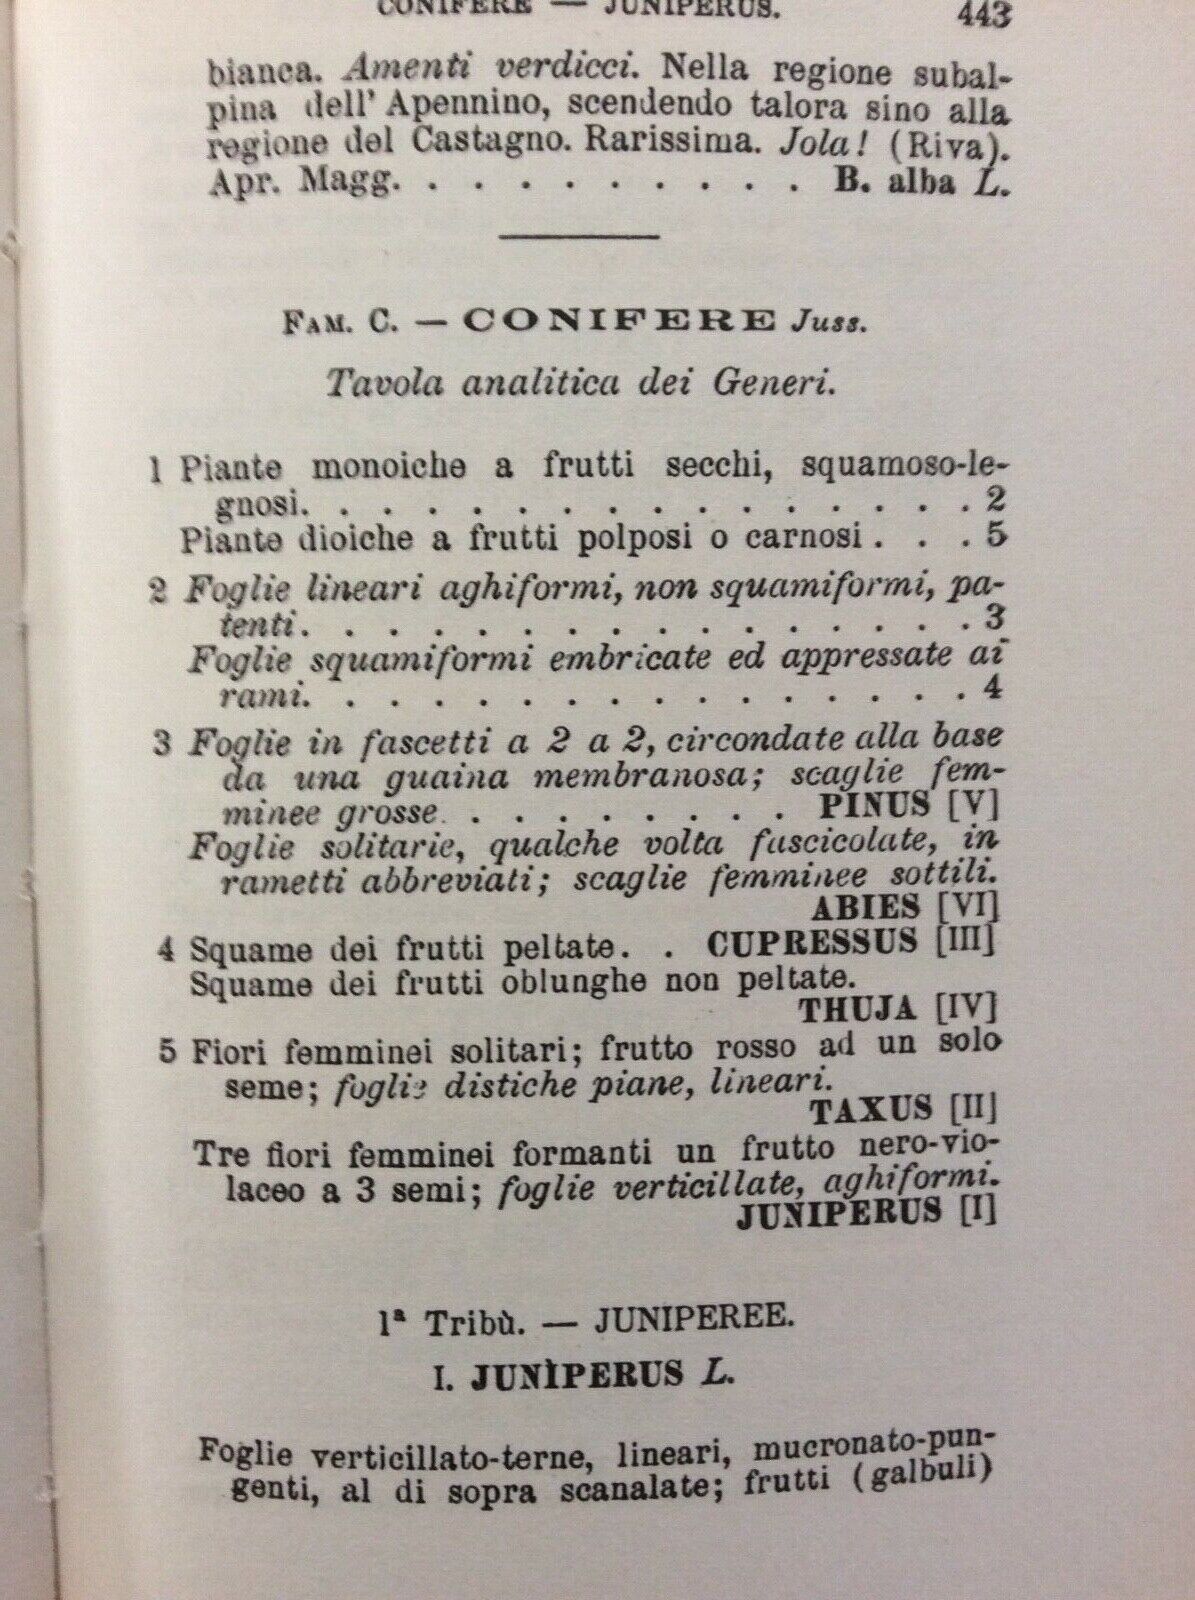 CONIFERE — JUNIPERUS. 443
bianca. Amenti verdicci. Nella regione subal-
pina dell' Apennino, scendendo talora sino alla
regione del Castagno. Rarissima. Jola! (Riva).
Apr. Magg. . . . . . . . . . . B. alba L.
FAM. C. — CONIFERE Juss.
Tavola analitica dei Generi.
1 Piante monoiche a frutti secchi, squamoso-le-
gnosi. . . . . . . . . . . . . . . . 2
Piante dioiche a frutti polposi o carnosi . . . 5
2 Foglie lineari aghiformi, non squamiformi, pa-
tenti. . . . . . . . . . . . . . . . 3
Foglie squamiformi embricate ed appressate ai
rami. . . . . . . . . . . . . . . . 4
3 Foglie in fascetti a 2 a 2, circondate alla base
da una guaina membranosa; scaglie fem-
minee grosse. . . . . . . . . PINUS [V]
Foglie solitarie, qualche volta fascicolate, in
rametti abbreviati; scaglie femminee sottili.
ABIES [VI]
4 Squame dei frutti peltate. . . CUPRESSUS [III]
Squame dei frutti oblunghe non peltate.
THUJA [IV]
5 Fiori femminei solitari; frutto rosso ad un solo
seme; foglie distiche piane, lineari.
TAXUS [II]
Tre fiori femminei formanti un frutto nero-vio-
laceo a 3 semi; foglie verticillate, aghiformi.
JUNIPERUS [I]
1ª Tribù. — JUNIPEREE.
I. JUNÌPERUS L.
Foglie verticillato-terne, lineari, mucronato-pun-
genti, al di sopra scanalate; frutti (galbuli)